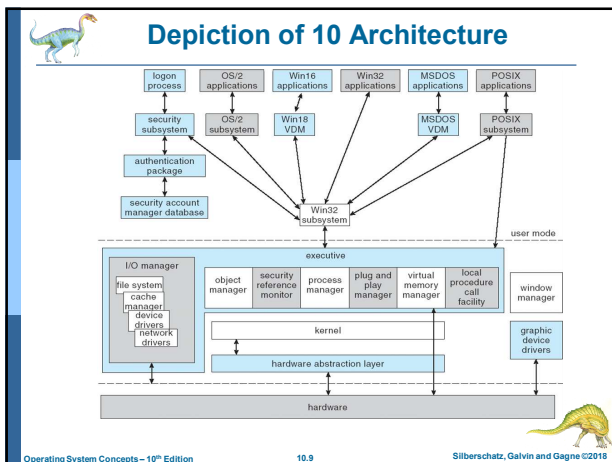 Depiction of 10 Architecture
logon
process
OS/2
applications
Win16
applications
Win32
applications
MSDOS
applications
POSIX
applications
security
subsystem
OS/2
subsystem
Win18
VDM
MSDOS
VDM
POSIX
subsystem
authentication
package
security account
manager database
Win32
subsystem
user mode
executive
I/O manager
file system
cache
manager
device
drivers
network
drivers
object
manager
security
reference
monitor
process
manager
plug and
play
manager
virtual
memory
manager
local
procedure
call
facility
window
manager
kernel
graphic
device
drivers
hardware abstraction layer
hardware
Operating System Concepts – 10th Edition
10.9
Silberschatz, Galvin and Gagne ©2018